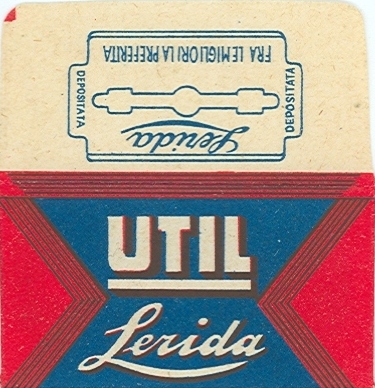 FRA LE MIGLIORI LA PREFERITA
DEPOSITATA
DEPOSITATA
Lerida
UTIL
Lerida